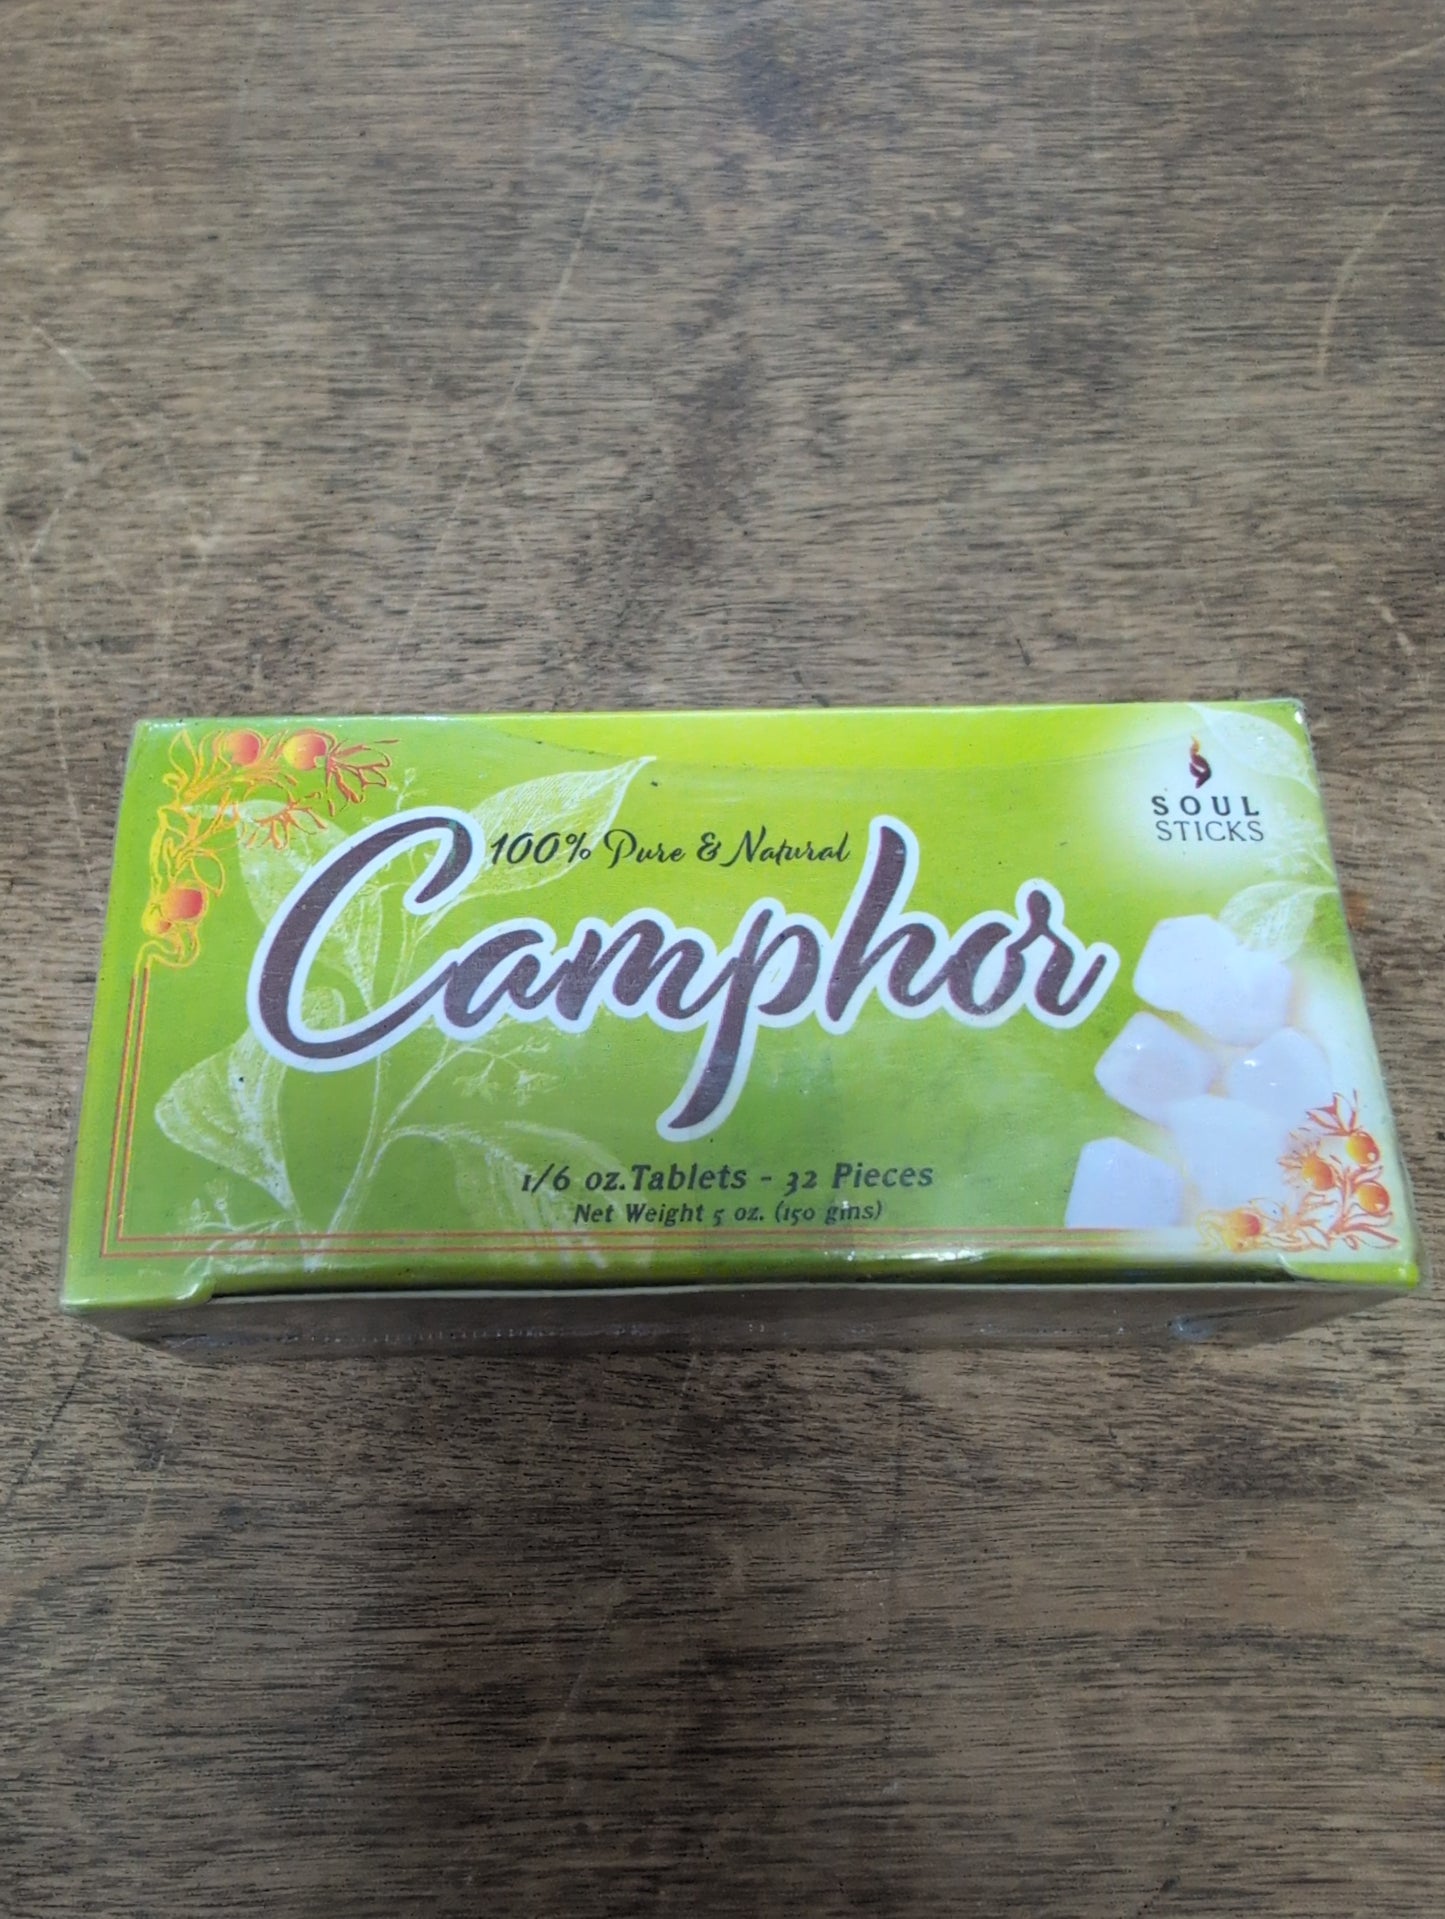 SOUL
STICKS
100% Pure & Natural
Camphor
1/6 oz.Tablets - 32 Pieces
Net Weight 5 oz. (150 gms)